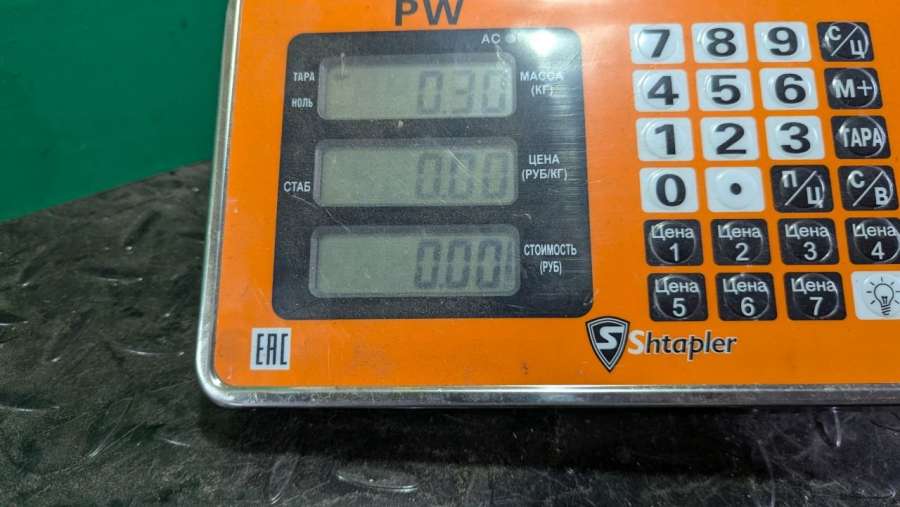 PW
AC
ТАРА
НОЛЬ
0.30
МАССА
(КГ)
СТАБ
0.00
ЦЕНА
(РУБ/КГ)
0.00
СТОИМОСТЬ
(РУБ)
7 8 9 С/Ц
4 5 6 М+
1 2 3 ТАРА
0 . П/Ц С/В
Цена 1 Цена 2 Цена 3 Цена 4
Цена 5 Цена 6 Цена 7
EAC
S Shtapler